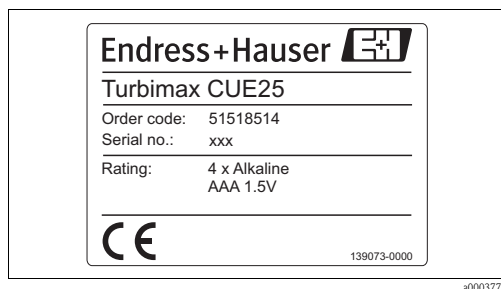 Endress+Hauser EH
Turbimax CUE25
Order code: 51518514
Serial no.: xxx
Rating: 4 x Alkaline
AAA 1.5V
CE
139073-0000
a000377